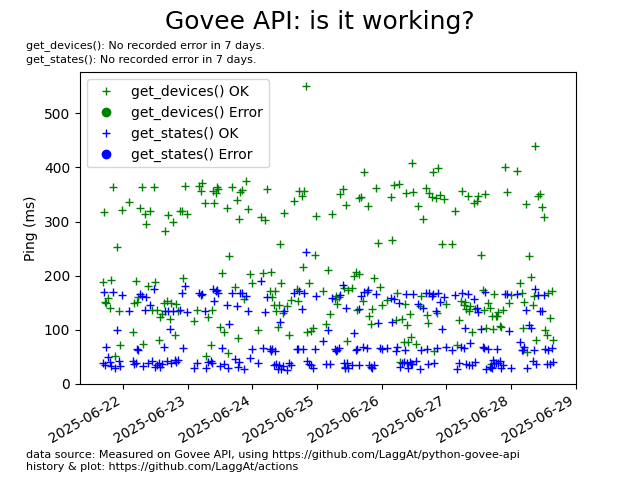 Govee API: is it working?
get_devices(): No recorded error in 7 days.
get_states(): No recorded error in 7 days.
get_devices() OK
get_devices() Error
get_states() OK
get_states() Error
Ping (ms)
500
400
300
200
100
0
2025-06-22
2025-06-23
2025-06-24
2025-06-25
2025-06-26
2025-06-27
2025-06-28
2025-06-29
data source: Measured on Govee API, using https://github.com/LaggAt/python-govee-api
history & plot: https://github.com/LaggAt/actions